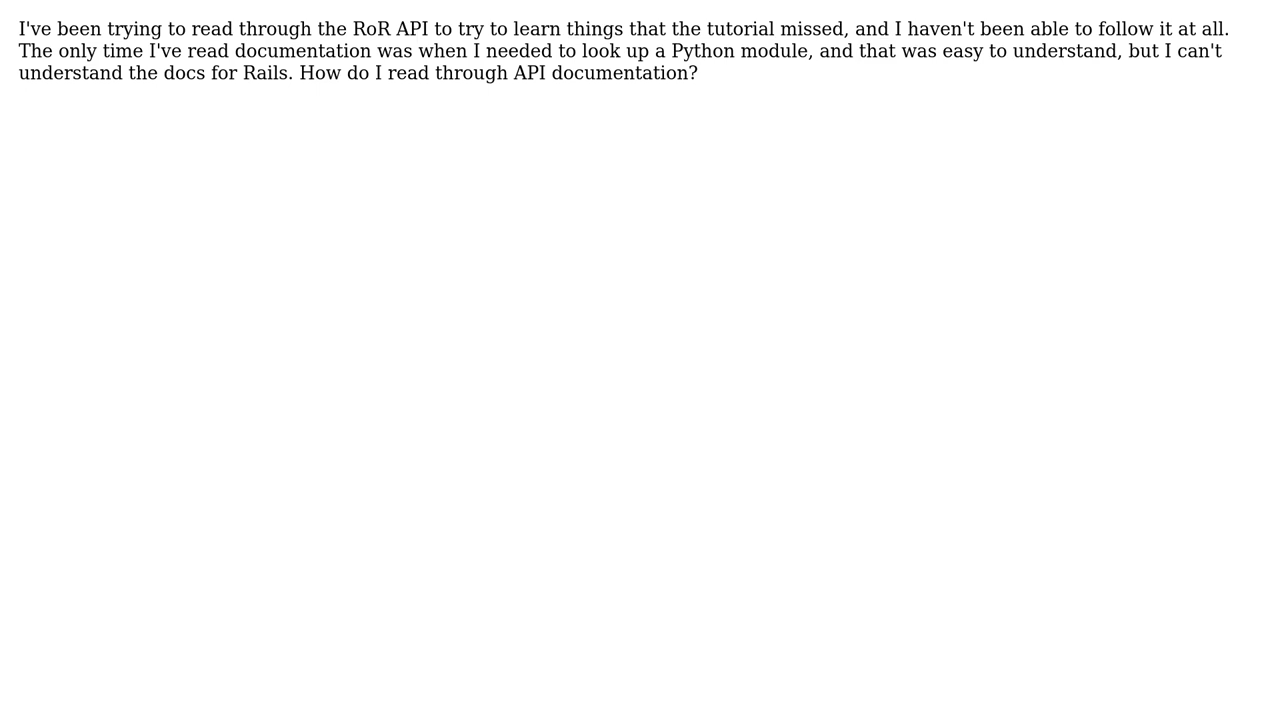 I've been trying to read through the RoR API to try to learn things that the tutorial missed, and I haven't been able to follow it at all.
The only time I've read documentation was when I needed to look up a Python module, and that was easy to understand, but I can't
understand the docs for Rails. How do I read through API documentation?